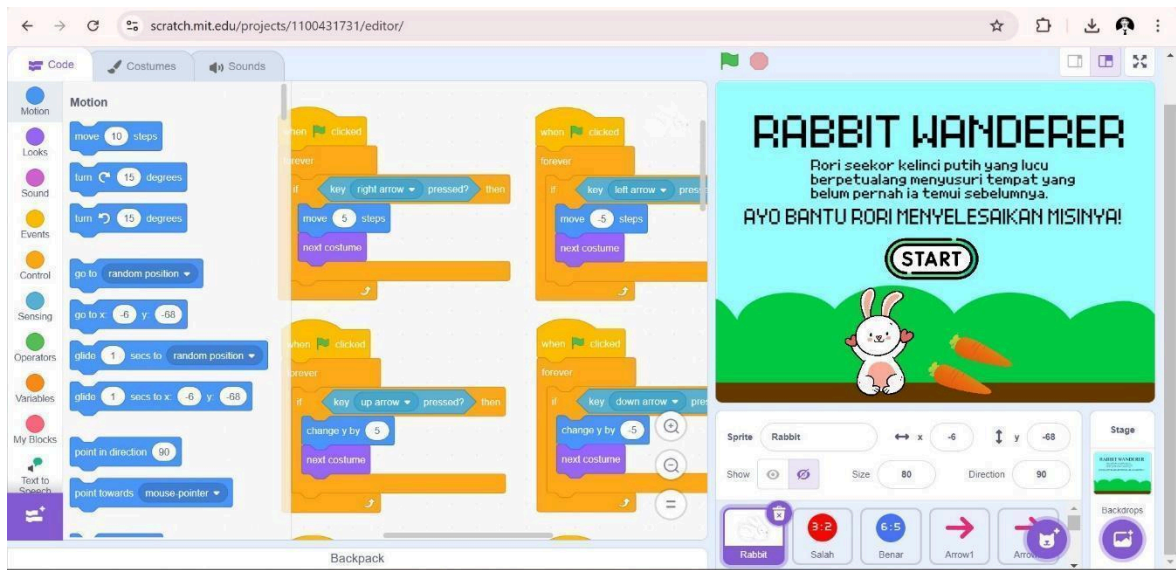 scratch.mit.edu/projects/1100431731/editor/
Code
Costumes
Sounds
Motion
Looks
Sound
Events
Control
Sensing
Operators
Variables
My Blocks
Text to
Speech
Motion
move 10 steps
turn 15 degrees
turn 15 degrees
go to random position
go to x: -6 y: -68
glide 1 secs to random position
glide 1 secs to x: -6 y: -68
point in direction 90
point towards mouse-pointer
when clicked
forever
if key right arrow pressed? then
move 5 steps
next costume
when clicked
forever
if key left arrow
move -5 steps
next costume
when clicked
forever
if key up arrow pressed? then
change y by 5
next costume
when clicked
forever
if key down arrow
change y by -5
next costume
Backpack
RABBIT WANDERER
Rori seekor kelinci putih yang lucu
berpetualang menyusuri tempat yang
belum pernah ia temui sebelumnya.
AYO BANTU RORI MENYELESAIKAN MISINYA!
START
Sprite Rabbit x -6 y -68
Show Size 80 Direction 90
Rabbit
3:2
Salah
6:5
Benar
Arrow1
Stage
RABBIT WANDERER
Backdrops